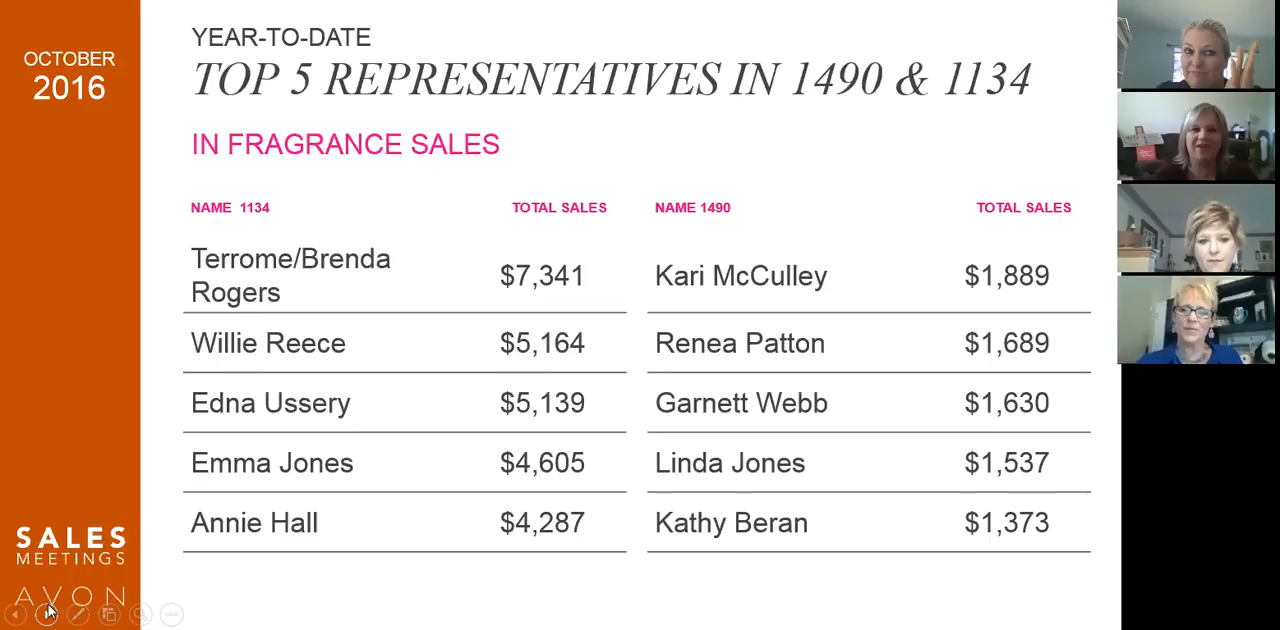 OCTOBER
2016
YEAR-TO-DATE
TOP 5 REPRESENTATIVES IN 1490 & 1134
IN FRAGRANCE SALES
NAME 1134 TOTAL SALES NAME 1490 TOTAL SALES
Terrome/Brenda
Rogers $7,341 Kari McCulley $1,889
Willie Reece $5,164 Renea Patton $1,689
Edna Ussery $5,139 Garnett Webb $1,630
Emma Jones $4,605 Linda Jones $1,537
Annie Hall $4,287 Kathy Beran $1,373
SALES
MEETINGS
AVON